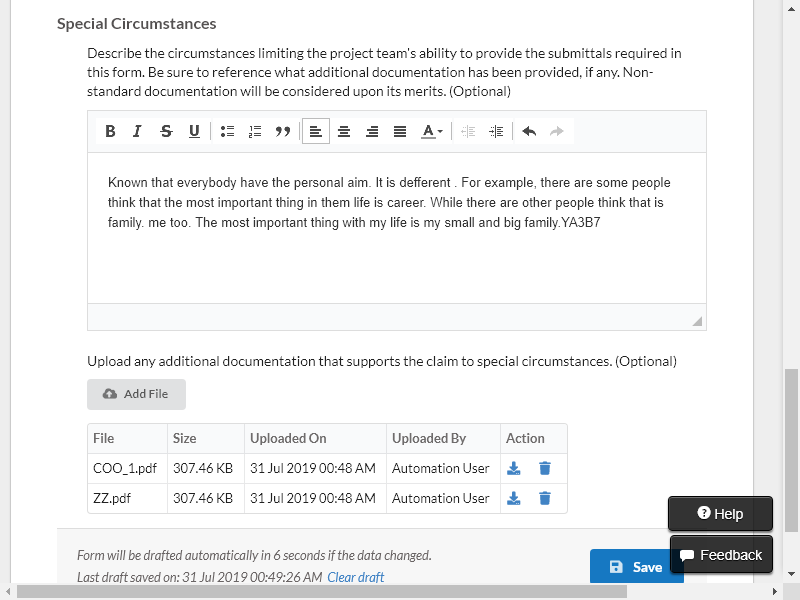 Special Circumstances
Describe the circumstances limiting the project team's ability to provide the submittals required in
this form. Be sure to reference what additional documentation has been provided, if any. Non-
standard documentation will be considered upon its merits. (Optional)
B I S U A
Known that everybody have the personal aim. It is defferent . For example, there are some people
think that the most important thing in them life is career. While there are other people think that is
family. me too. The most important thing with my life is my small and big family.YA3B7
Upload any additional documentation that supports the claim to special circumstances. (Optional)
Add File
File Size Uploaded On Uploaded By Action
COO_1.pdf 307.46 KB 31 Jul 2019 00:48 AM Automation User
ZZ.pdf 307.46 KB 31 Jul 2019 00:48 AM Automation User
Help
Form will be drafted automatically in 6 seconds if the data changed.
Last draft saved on: 31 Jul 2019 00:49:26 AM Clear draft
Save
Feedback